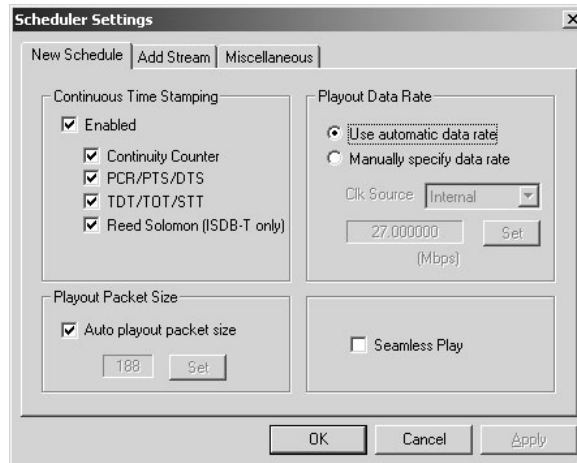 Scheduler Settings
New Schedule
Add Stream
Miscellaneous
Continuous Time Stamping
Enabled
Continuity Counter
PCR/PTS/DTS
TDT/TOT/STT
Reed Solomon (ISDB-T only)
Playout Data Rate
Use automatic data rate
Manually specify data rate
Clk Source
Internal
27.000000
Set
(Mbps)
Playout Packet Size
Auto playout packet size
188
Set
Seamless Play
OK
Cancel
Apply